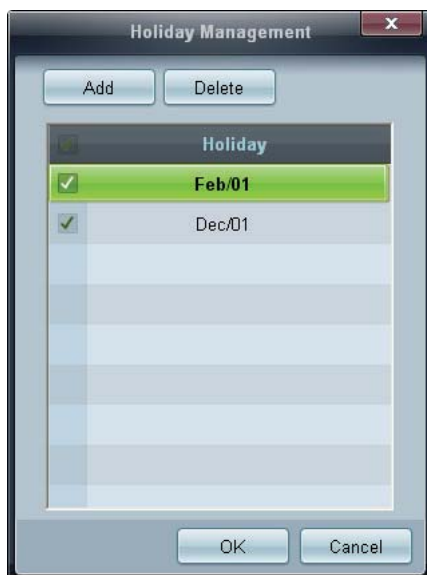 Holiday Management
x
Add Delete
Holiday
Feb/01
Dec/01
OK Cancel